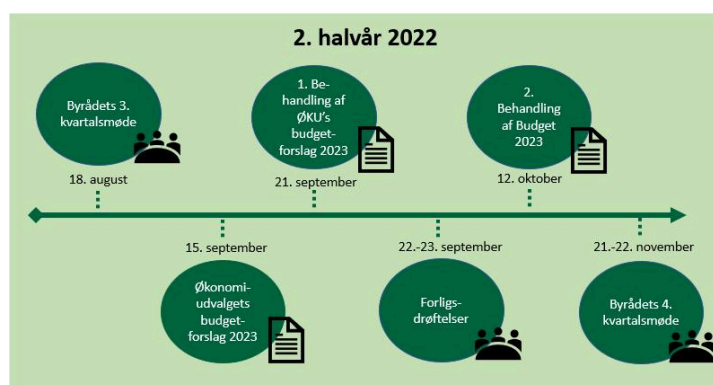 2. halvår 2022
Byrådets 3.
kvartalsmøde
18. august
1. Be-
handling af
ØKU's
budget-
forslag 2023
21. september
2.
Behandling
af Budget
2023
12. oktober
15. september
Økonomi-
udvalgets
budget-
forslag 2023
22.-23. september
Forligs-
drøftelser
21.-22. november
Byrådets 4.
kvartalsmøde